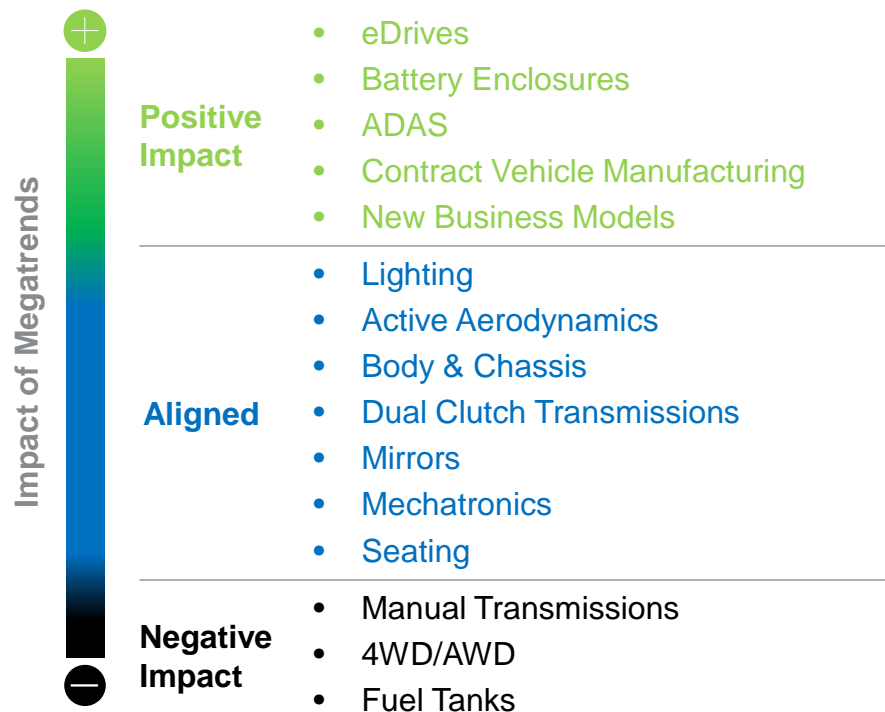 Impact of Megatrends
Positive
Impact
• eDrives
• Battery Enclosures
• ADAS
• Contract Vehicle Manufacturing
• New Business Models
Aligned
• Lighting
• Active Aerodynamics
• Body & Chassis
• Dual Clutch Transmissions
• Mirrors
• Mechatronics
• Seating
Negative
Impact
• Manual Transmissions
• 4WD/AWD
• Fuel Tanks